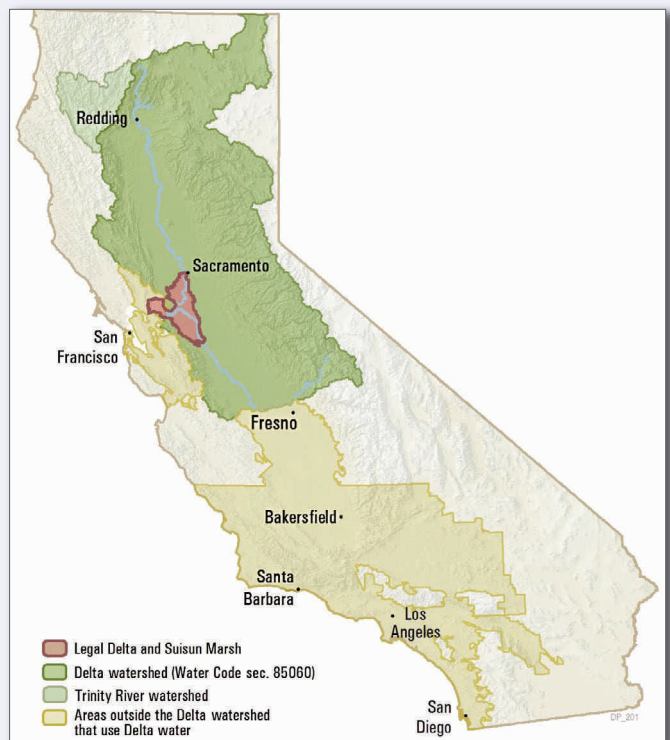 Redding
Sacramento
San
Francisco
Fresno
Bakersfield
Santa
Barbara
Los
Angeles
San
Diego
Legal Delta and Suisun Marsh
Delta watershed (Water Code sec. 85060)
Trinity River watershed
Areas outside the Delta watershed
that use Delta water
DP_201